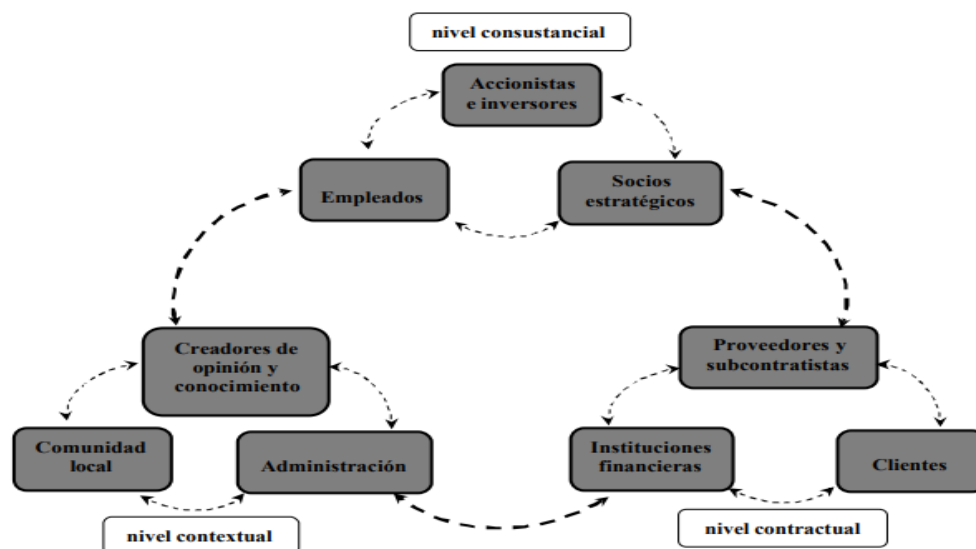 nivel consustancial
Accionistas
e inversores
Empleados
Socios
estratégicos
Creadores de
opinión y
conocimiento
Proveedores y
subcontratistas
Comunidad
local
Administración
Instituciones
financieras
Clientes
nivel contextual
nivel contractual